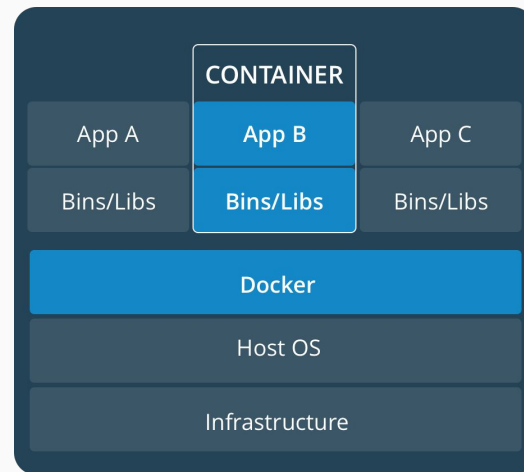 CONTAINER
App A App B App C
Bins/Libs Bins/Libs Bins/Libs
Docker
Host OS
Infrastructure